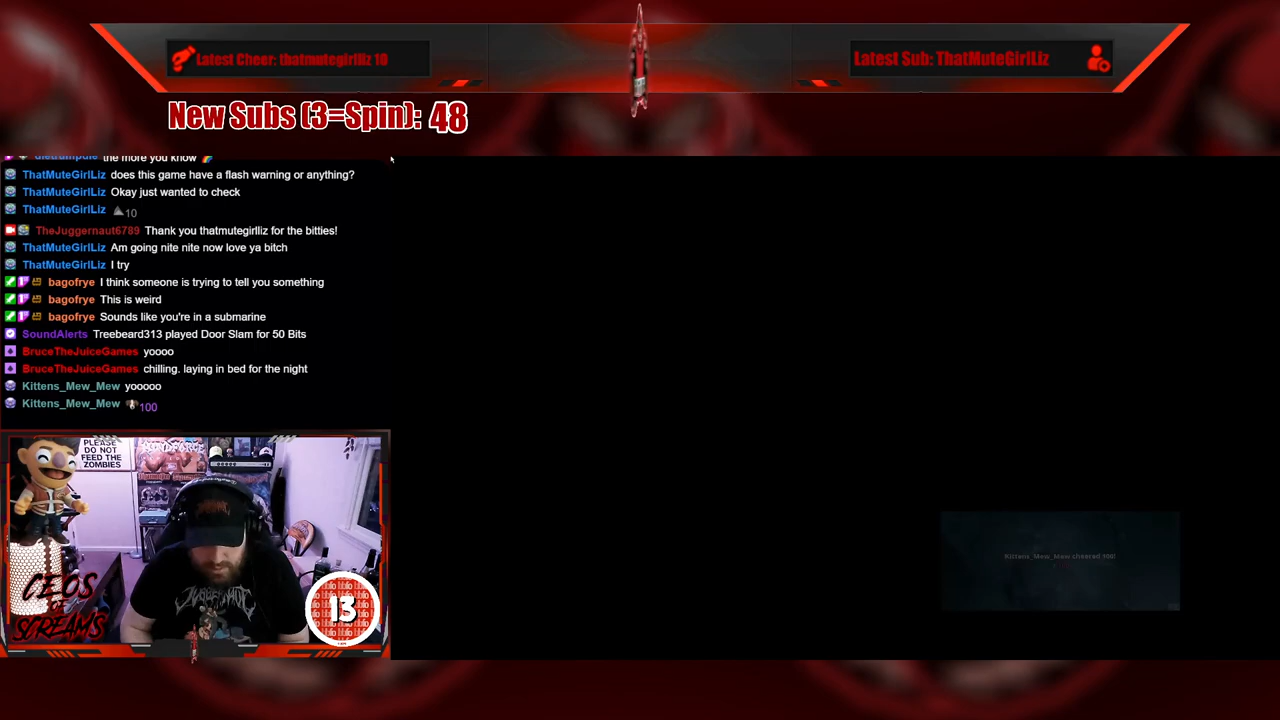 Latest Cheer: thatmutegirlliz 10
Latest Sub: ThatMuteGirlLiz
New Subs (3=Spin): 48
the more you know
ThatMuteGirlLiz does this game have a flash warning or anything?
ThatMuteGirlLiz Okay just wanted to check
ThatMuteGirlLiz 10
TheJuggernaut6789 Thank you thatmutegirlliz for the bitties!
ThatMuteGirlLiz Am going nite nite now love ya bitch
ThatMuteGirlLiz I try
bagofrye I think someone is trying to tell you something
bagofrye This is weird
bagofrye Sounds like you're in a submarine
SoundAlerts Treebeard313 played Door Slam for 50 Bits
BruceTheJuiceGames yoooo
BruceTheJuiceGames chilling. laying in bed for the night
Kittens_Mew_Mew yooooo
Kittens_Mew_Mew 100
PLEASE
DO NOT
FEED THE
ZOMBIES
CEOS
OF
SCREAMS
13
Kittens_Mew_Mew cheered 100!